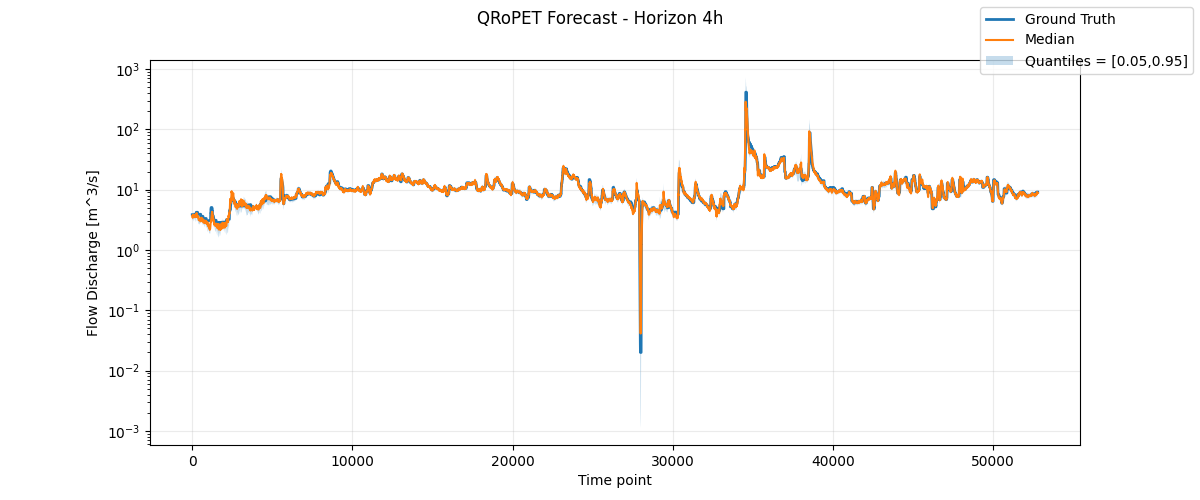 QRoPET Forecast - Horizon 4h
Ground Truth
Median
Quantiles = [0.05,0.95]
Flow Discharge [m^3/s]
10^3
10^2
10^1
10^0
10^−1
10^−2
10^−3
0 10000 20000 30000 40000 50000
Time point